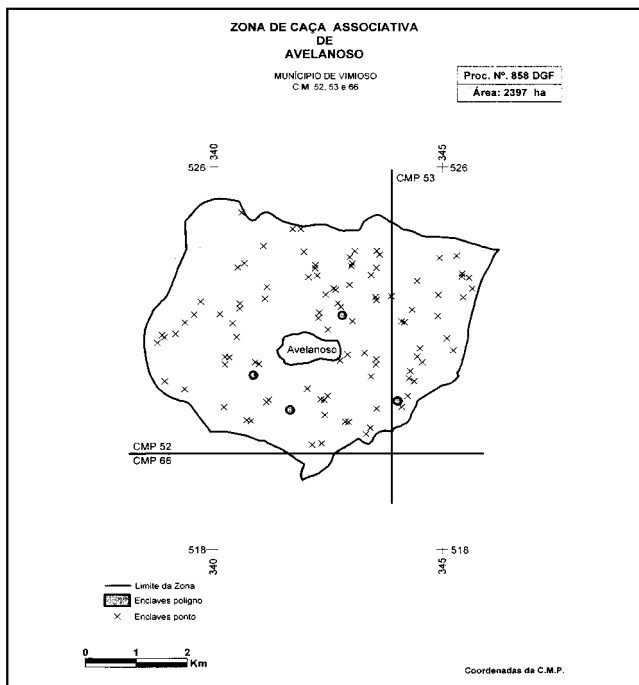 ZONA DE CAÇA ASSOCIATIVA
DE
AVELANOSO
MUNÍCIPIO DE VIMIOSO
C M 52, 53 e 66
Proc. Nº. 858 DGF
Área: 2397 ha
340
345
526
526
CMP 53
Avelanoso
CMP 52
CMP 66
518
518
340
345
Limite da Zona
Enclaves poligno
Enclaves ponto
0 1 2
Km
Coordenadas da C.M.P.